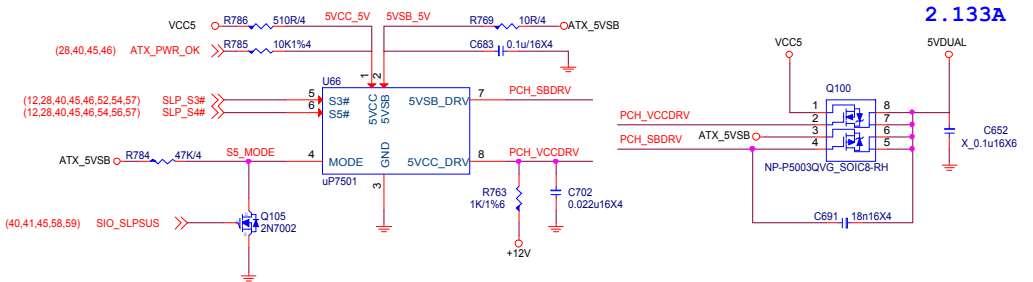 2.133A
VCC5
R786
510R/4
5VCC_5V
5VSB_5V
R769
10R/4
ATX_5VSB
(28,40,45,46)
ATX_PWR_OK
R785
10K1%4
C683
0.1u/16X4
VCC5
5VDUAL
U66
1
2
Q100
(12,28,40,45,46,52,54,57)
SLP_S3#
5
S3#
5VCC
5VSB
5VSB_DRV
7
PCH_SBDRV
(12,28,40,45,46,54,56,57)
SLP_S4#
6
S5#
1
8
PCH_VCCDRV
2
7
ATX_5VSB
3
6
PCH_SBDRV
4
5
C652
X_0.1u16X6
NP-P5003QVG_SOIC8-RH
ATX_5VSB
R784
47K/4
S5_MODE
4
MODE
GND
5VCC_DRV
8
PCH_VCCDRV
uP7501
3
R763
1K/1%6
C702
0.022u16X4
+12V
C691
18n16X4
(40,41,45,58,59)
SIO_SLPSUS
Q105
2N7002